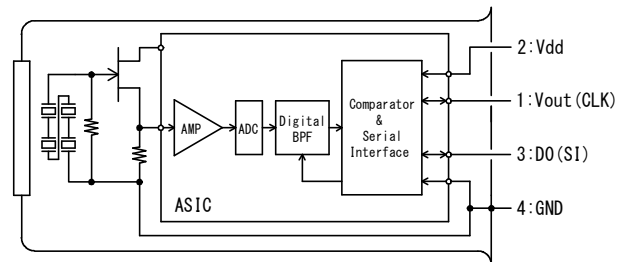 2:Vdd
1:Vout(CLK)
3:DO(SI)
4:GND
AMP
ADC
Digital
BPF
Comparator
&
Serial
Interface
ASIC